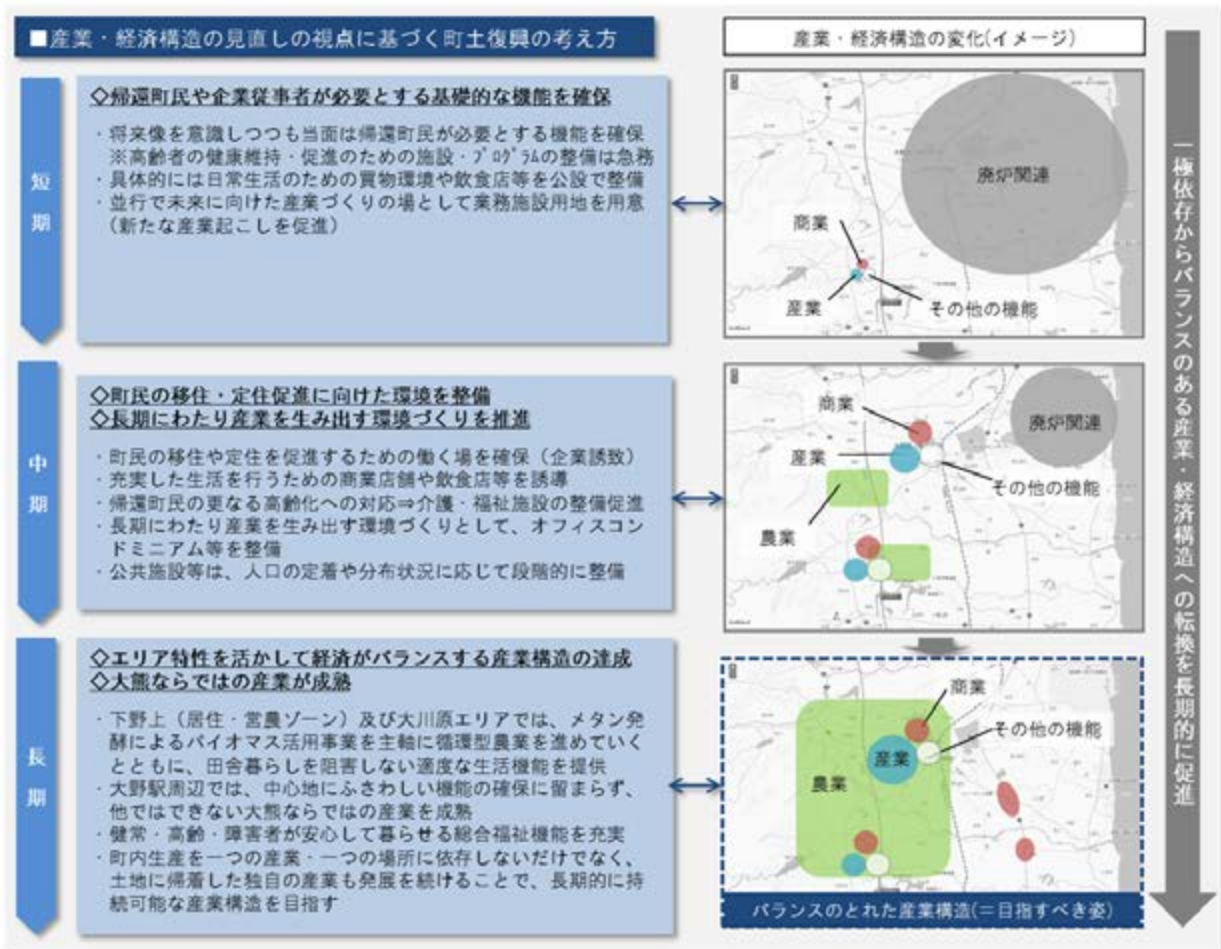 ■産業・経済構造の見直しの視点に基づく町土復興の考え方
産業・経済構造の変化(イメージ)
短期
◇帰還町民や企業従事者が必要とする基礎的な機能を確保
・将来像を意識しつつも当面は帰還町民が必要とする機能を確保
※高齢者の健康維持・促進のための施設・プログラムの整備は急務
・具体的には日常生活のための買物環境や飲食店等を公設で整備
・並行で未来に向けた産業づくりの場として業務施設用地を用意
(新たな産業起こしを促進)
廃炉関連
商業
産業
その他の機能
中期
◇町民の移住・定住促進に向けた環境を整備
◇長期にわたり産業を生み出す環境づくりを推進
・町民の移住や定住を促進するための働く場を確保（企業誘致）
・充実した生活を行うための商業店舗や飲食店等を誘導
・帰還町民の更なる高齢化への対応⇒介護・福祉施設の整備促進
・長期にわたり産業を生み出す環境づくりとして、オフィスコン
ドミニアム等を整備
・公共施設等は、人口の定着や分布状況に応じて段階的に整備
商業
廃炉関連
産業
その他の機能
農業
長期
◇エリア特性を活かして経済がバランスする産業構造の達成
◇大熊ならではの産業が成熟
・下野上（居住・営農ゾーン）及び大川原エリアでは、メタン発
酵によるバイオマス活用事業を主軸に循環型農業を進めていく
とともに、田舎暮らしを阻害しない適度な生活機能を提供
・大野駅周辺では、中心地にふさわしい機能の確保に留まらず、
他ではできない大熊ならではの産業を成熟
・健常・高齢・障害者が安心して暮らせる総合福祉機能を充実
・町内生産を一つの産業・一つの場所に依存しないだけでなく、
土地に帰着した独自の産業も発展を続けることで、長期的に持
続可能な産業構造を目指す
商業
その他の機能
産業
農業
バランスのとれた産業構造(＝目指すべき姿)
一極依存からバランスのある産業・経済構造への転換を長期的に促進